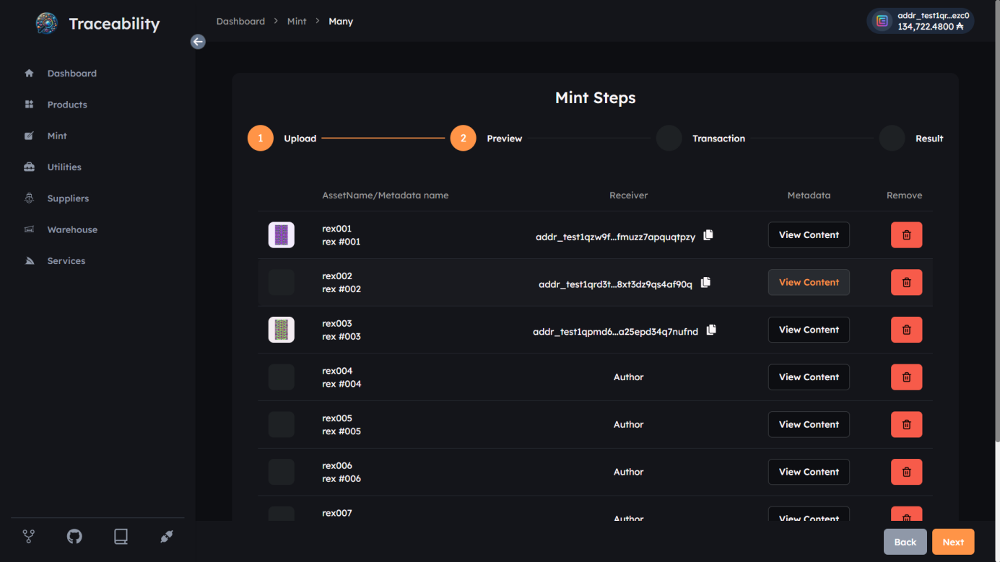 Traceability
Dashboard > Mint > Many
addr_test1qr...ezc0
134,722.4800 ₳
Dashboard
Products
Mint
Utilities
Suppliers
Warehouse
Services
Mint Steps
1 Upload 2 Preview Transaction Result
AssetName/Metadata name Receiver Metadata Remove
rex001
rex #001
addr_test1qzw9f...fmuzz7apquqtpzy
View Content
rex002
rex #002
addr_test1qrd3t...8xt3dz9qs4af90q
View Content
rex003
rex #003
addr_test1qpmd6...a25epd34q7nufnd
View Content
rex004
rex #004
Author
View Content
rex005
rex #005
Author
View Content
rex006
rex #006
Author
View Content
rex007
Author
View Content
Back Next